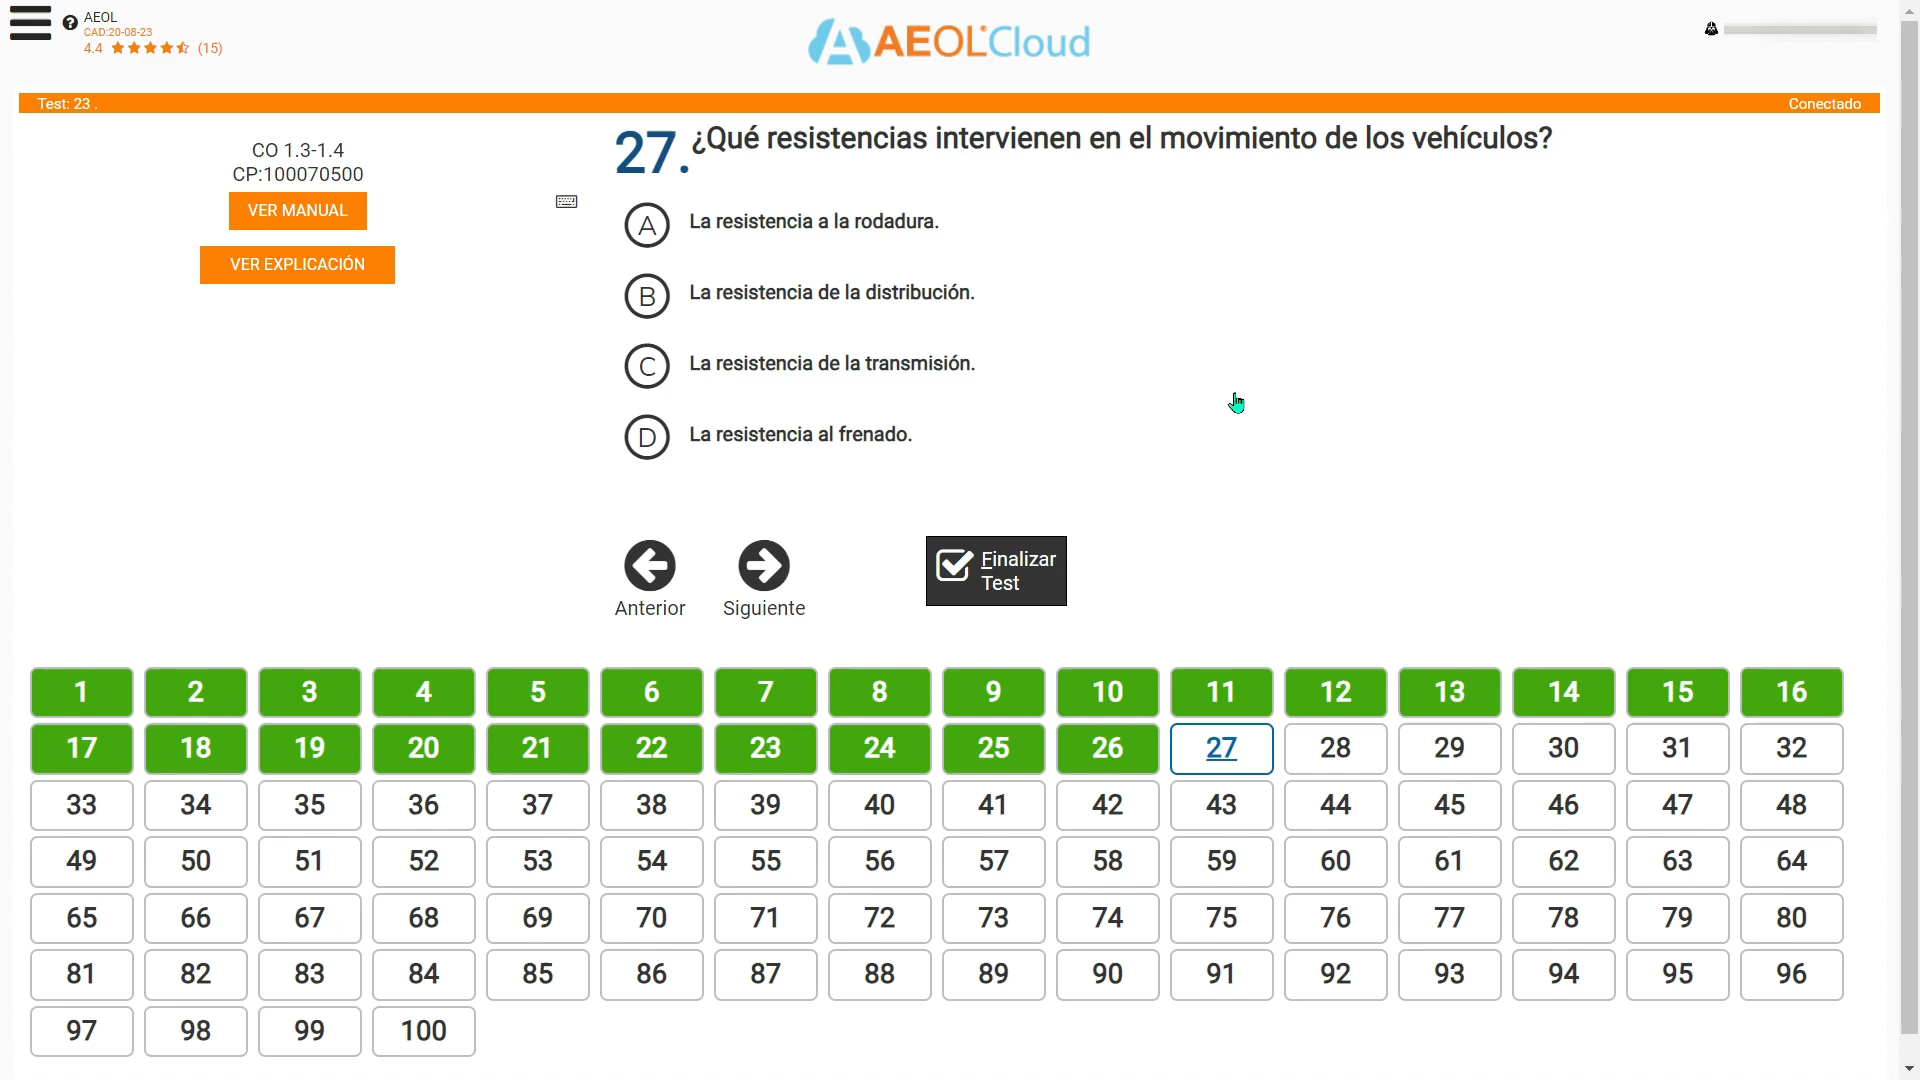 AEOL
CAD:20-08-23
4.4 (15)
AEOL Cloud
Test: 23 .
Conectado
CO 1.3-1.4
CP:100070500
VER MANUAL
VER EXPLICACIÓN
27. ¿Qué resistencias intervienen en el movimiento de los vehículos?
A La resistencia a la rodadura.
B La resistencia de la distribución.
C La resistencia de la transmisión.
D La resistencia al frenado.
Anterior
Siguiente
Finalizar
Test
1 2 3 4 5 6 7 8 9 10 11 12 13 14 15 16
17 18 19 20 21 22 23 24 25 26 27 28 29 30 31 32
33 34 35 36 37 38 39 40 41 42 43 44 45 46 47 48
49 50 51 52 53 54 55 56 57 58 59 60 61 62 63 64
65 66 67 68 69 70 71 72 73 74 75 76 77 78 79 80
81 82 83 84 85 86 87 88 89 90 91 92 93 94 95 96
97 98 99 100